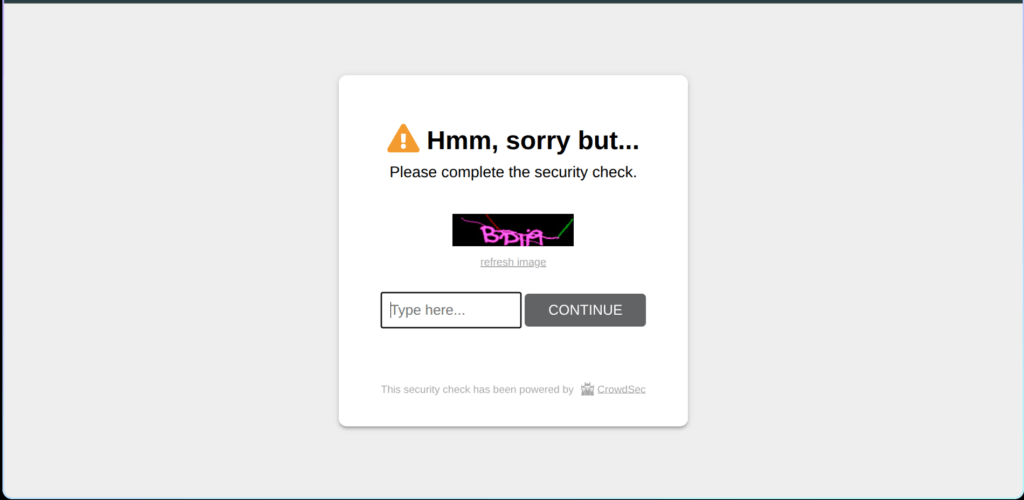 Hmm, sorry but...
Please complete the security check.
refresh image
Type here...
CONTINUE
This security check has been powered by CrowdSec